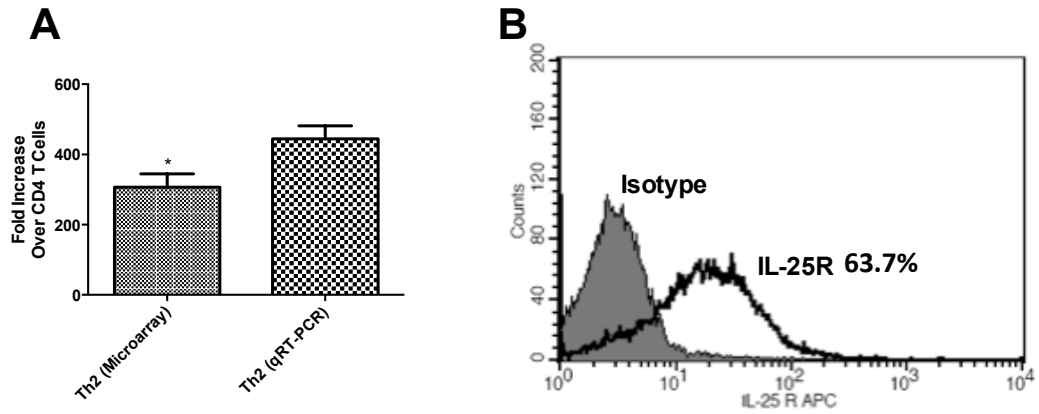 A
Fold Increase
Over CD4 T Cells
600
400
200
0
*
Th2 (Microarray)
Th2 (qRT-PCR)
B
Counts
200
160
120
80
40
0
Isotype
IL-25R 63.7%
10^0 10^1 10^2 10^3 10^4
IL-25 R APC